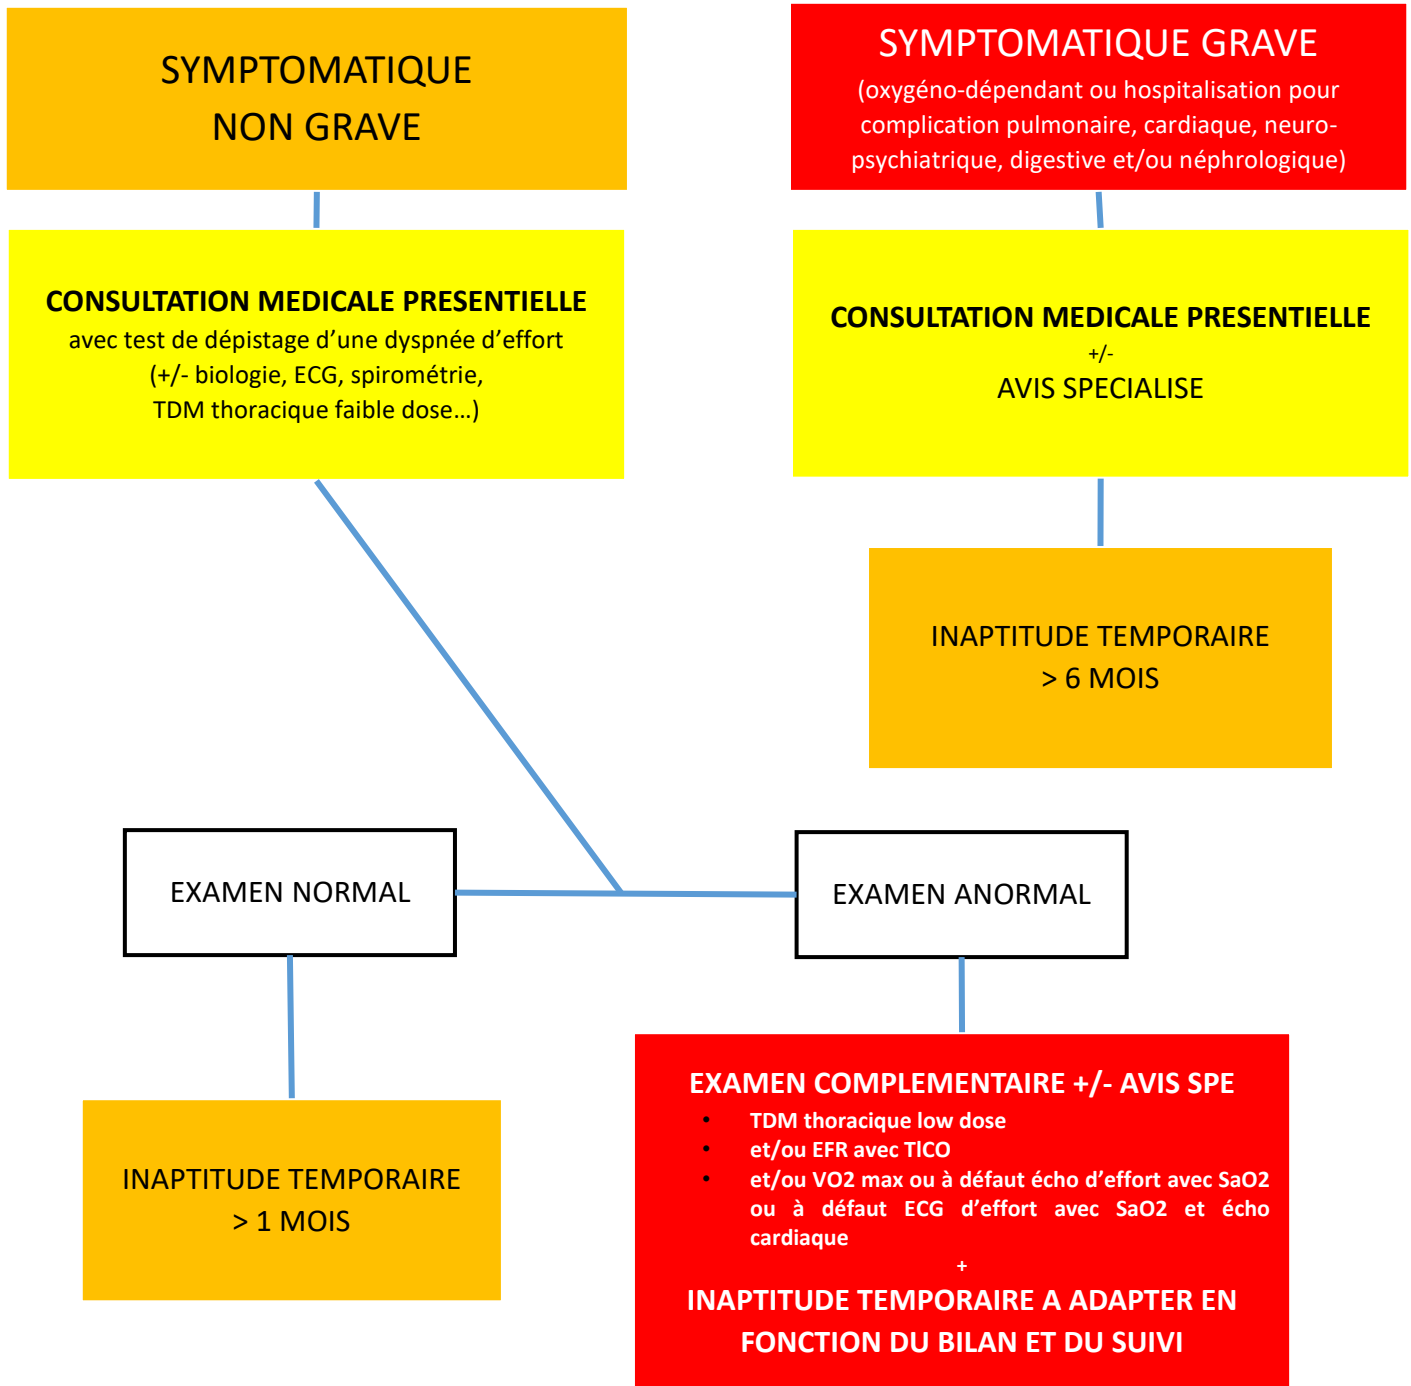 SYMPTOMATIQUE
NON GRAVE
SYMPTOMATIQUE GRAVE
(oxygéno-dépendant ou hospitalisation pour
complication pulmonaire, cardiaque, neuro-
psychiatrique, digestive et/ou néphrologique)
CONSULTATION MEDICALE PRESENTIELLE
avec test de dépistage d’une dyspnée d’effort
(+/- biologie, ECG, spirométrie,
TDM thoracique faible dose…)
CONSULTATION MEDICALE PRESENTIELLE
+/-
AVIS SPECIALISE
INAPTITUDE TEMPORAIRE
> 6 MOIS
EXAMEN NORMAL
EXAMEN ANORMAL
INAPTITUDE TEMPORAIRE
> 1 MOIS
EXAMEN COMPLEMENTAIRE +/- AVIS SPE
• TDM thoracique low dose
• et/ou EFR avec TlCO
• et/ou VO2 max ou à défaut écho d’effort avec SaO2
ou à défaut ECG d’effort avec SaO2 et écho
cardiaque
+
INAPTITUDE TEMPORAIRE A ADAPTER EN
FONCTION DU BILAN ET DU SUIVI